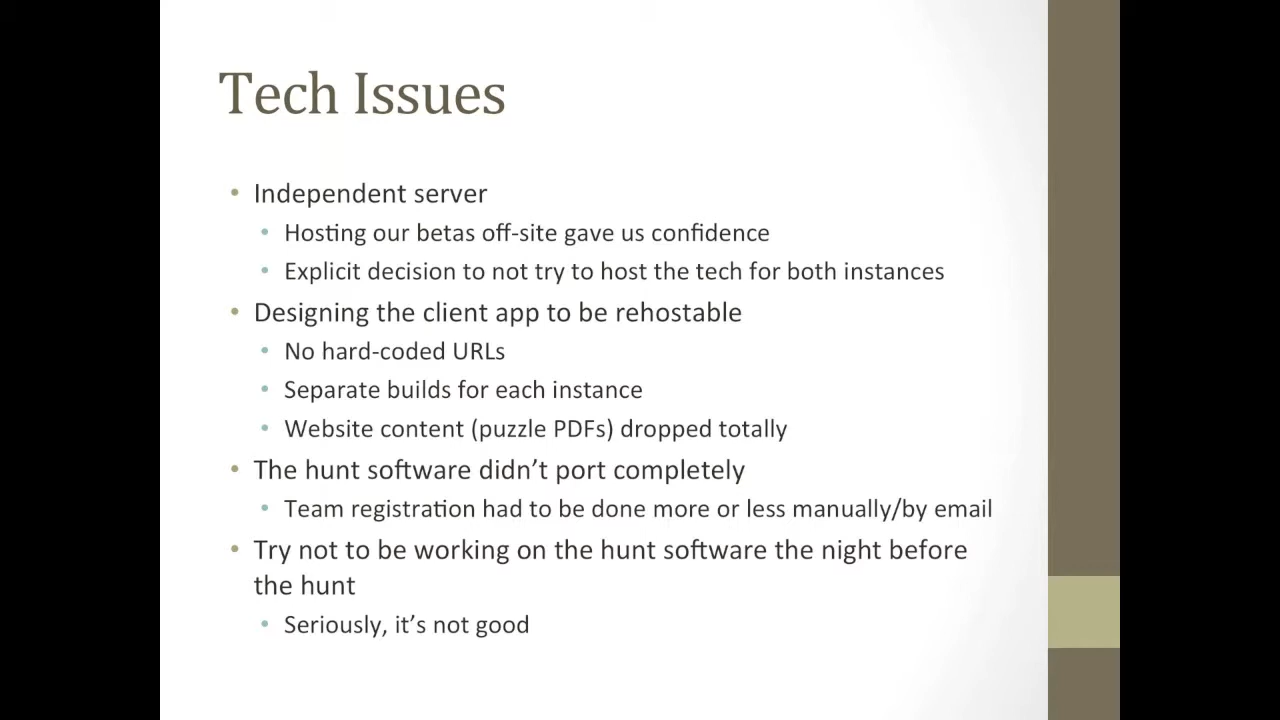 Tech Issues
• Independent server
• Hosting our betas off-site gave us confidence
• Explicit decision to not try to host the tech for both instances
• Designing the client app to be rehostable
• No hard-coded URLs
• Separate builds for each instance
• Website content (puzzle PDFs) dropped totally
• The hunt software didn’t port completely
• Team registration had to be done more or less manually/by email
• Try not to be working on the hunt software the night before
the hunt
• Seriously, it’s not good